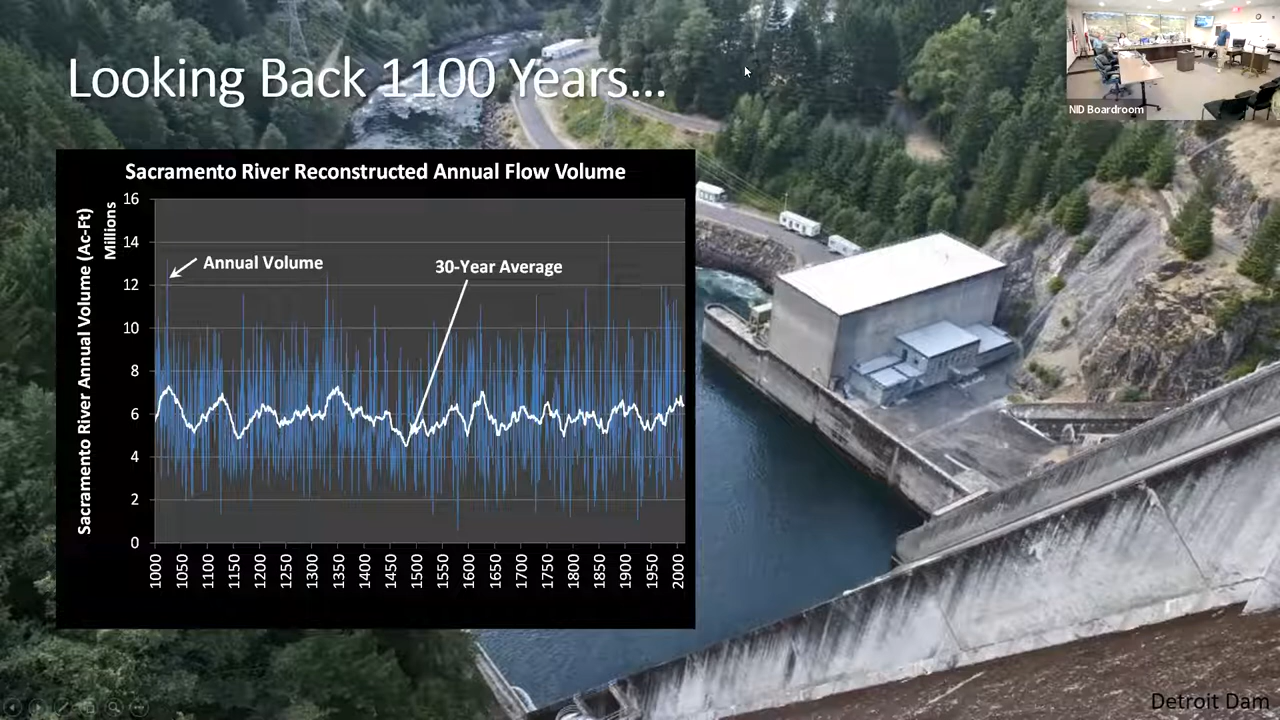 Looking Back 1100 Years...
NID Boardroom
Sacramento River Reconstructed Annual Flow Volume
Sacramento River Annual Volume (Ac-Ft)
Millions
16
14
12
10
8
6
4
2
0
Annual Volume
30-Year Average
1000 1050 1100 1150 1200 1250 1300 1350 1400 1450 1500 1550 1600 1650 1700 1750 1800 1850 1900 1950 2000
Detroit Dam